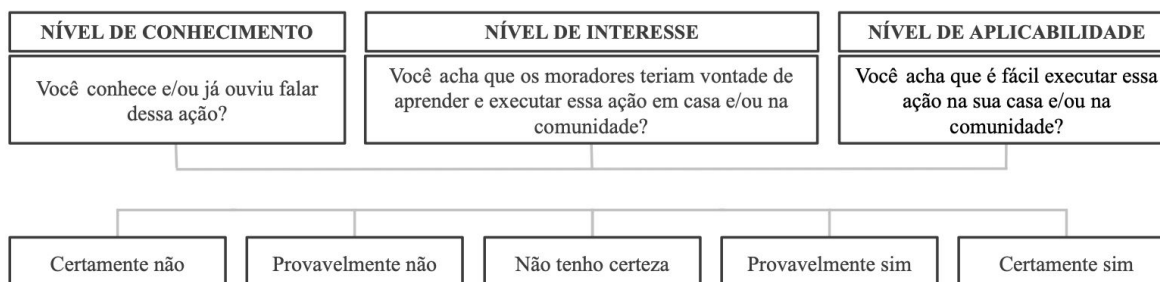 NÍVEL DE CONHECIMENTO
NÍVEL DE INTERESSE
NÍVEL DE APLICABILIDADE
Você conhece e/ou já ouviu falar
dessa ação?
Você acha que os moradores teriam vontade de
aprender e executar essa ação em casa e/ou na
comunidade?
Você acha que é fácil executar essa
ação na sua casa e/ou na
comunidade?
Certamente não
Provavelmente não
Não tenho certeza
Provavelmente sim
Certamente sim